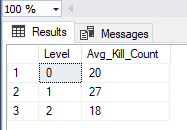 100 %
Results Messages
Level Avg_Kill_Count
1 0 20
2 1 27
3 2 18